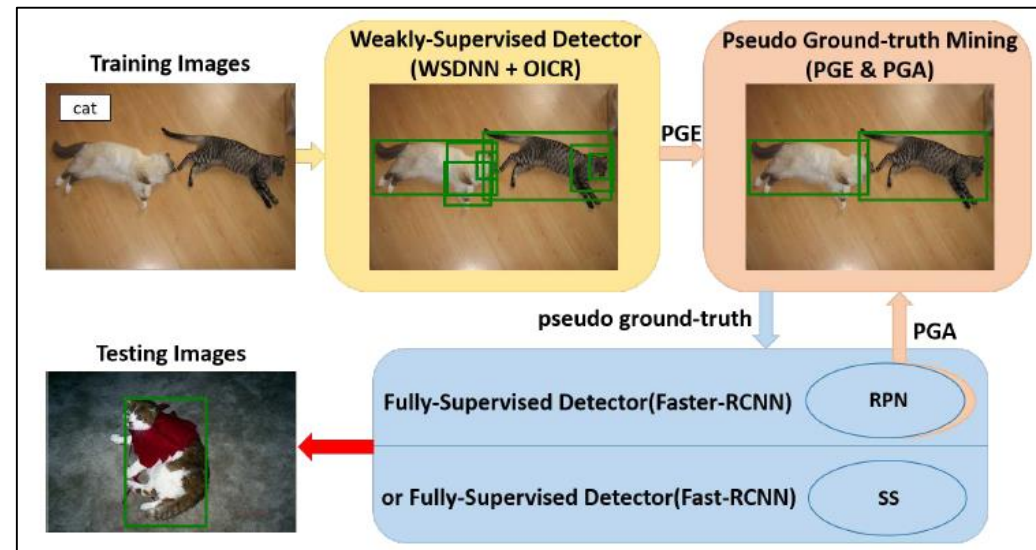 Training Images
cat
Weakly-Supervised Detector
(WSDNN + OICR)
PGE
Pseudo Ground-truth Mining
(PGE & PGA)
pseudo ground-truth
PGA
Testing Images
Fully-Supervised Detector(Faster-RCNN)
RPN
or Fully-Supervised Detector(Fast-RCNN)
SS